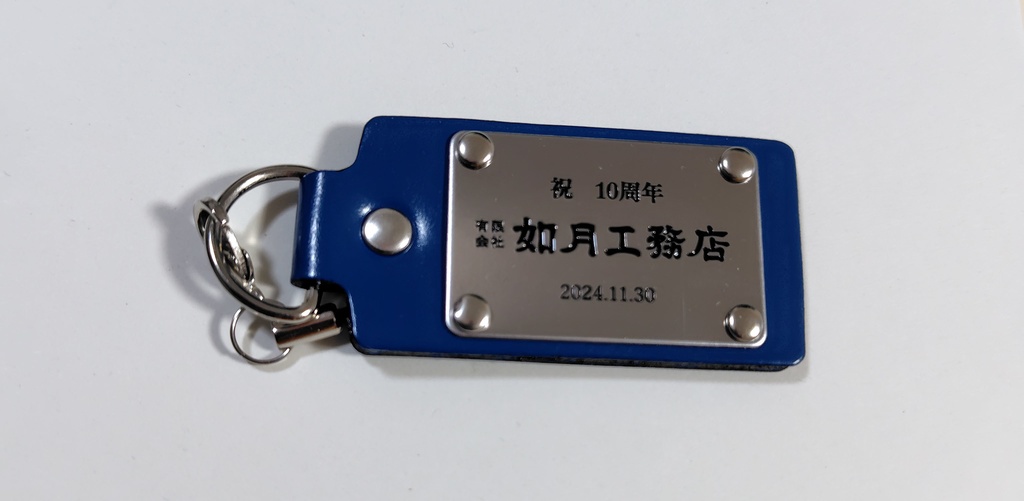 祝 10周年
有限会社 如月工務店
2024.11.30